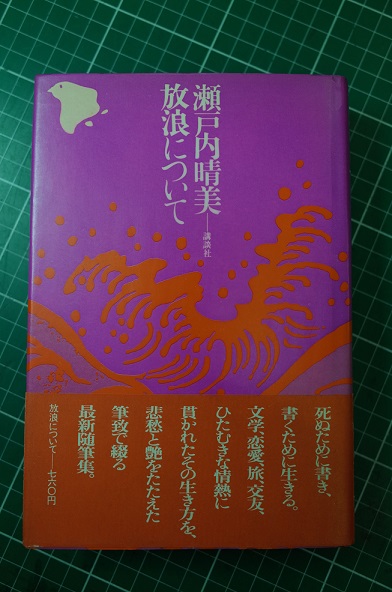 瀬戸内晴美
放浪について
講談社
死ぬために書き、
書くために生きる。
文学、恋愛、旅、交友、
ひたむきな情熱に
貫かれたその生き方を、
悲愁と艶をたたえた
筆致で綴る
最新随筆集。
放浪について──七六〇円